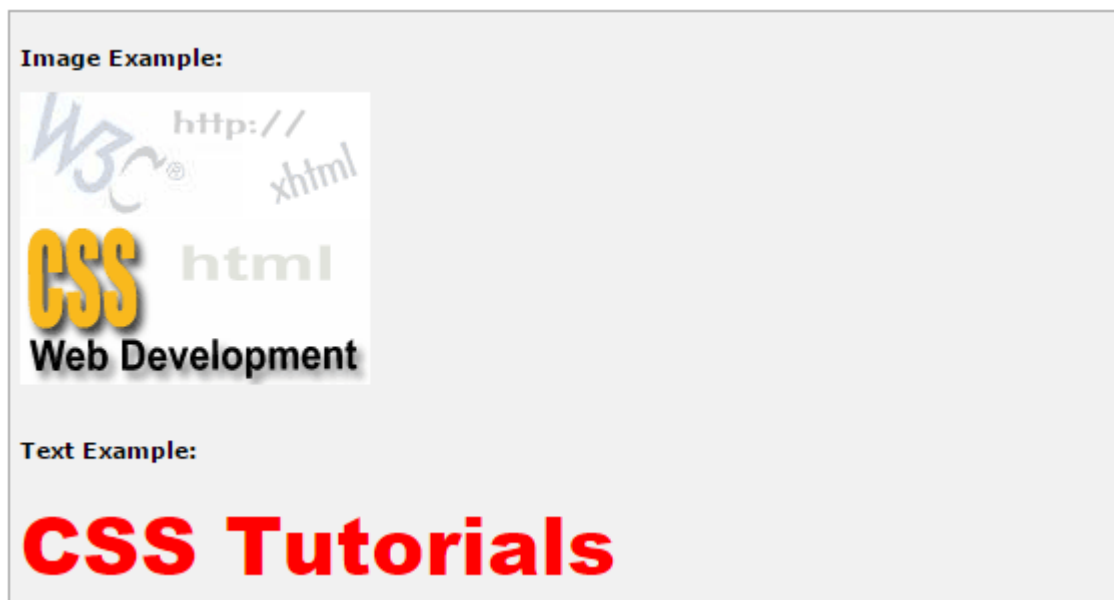 Image Example:
W3C®
http://
xhtml
CSS
html
Web Development
Text Example:
CSS Tutorials